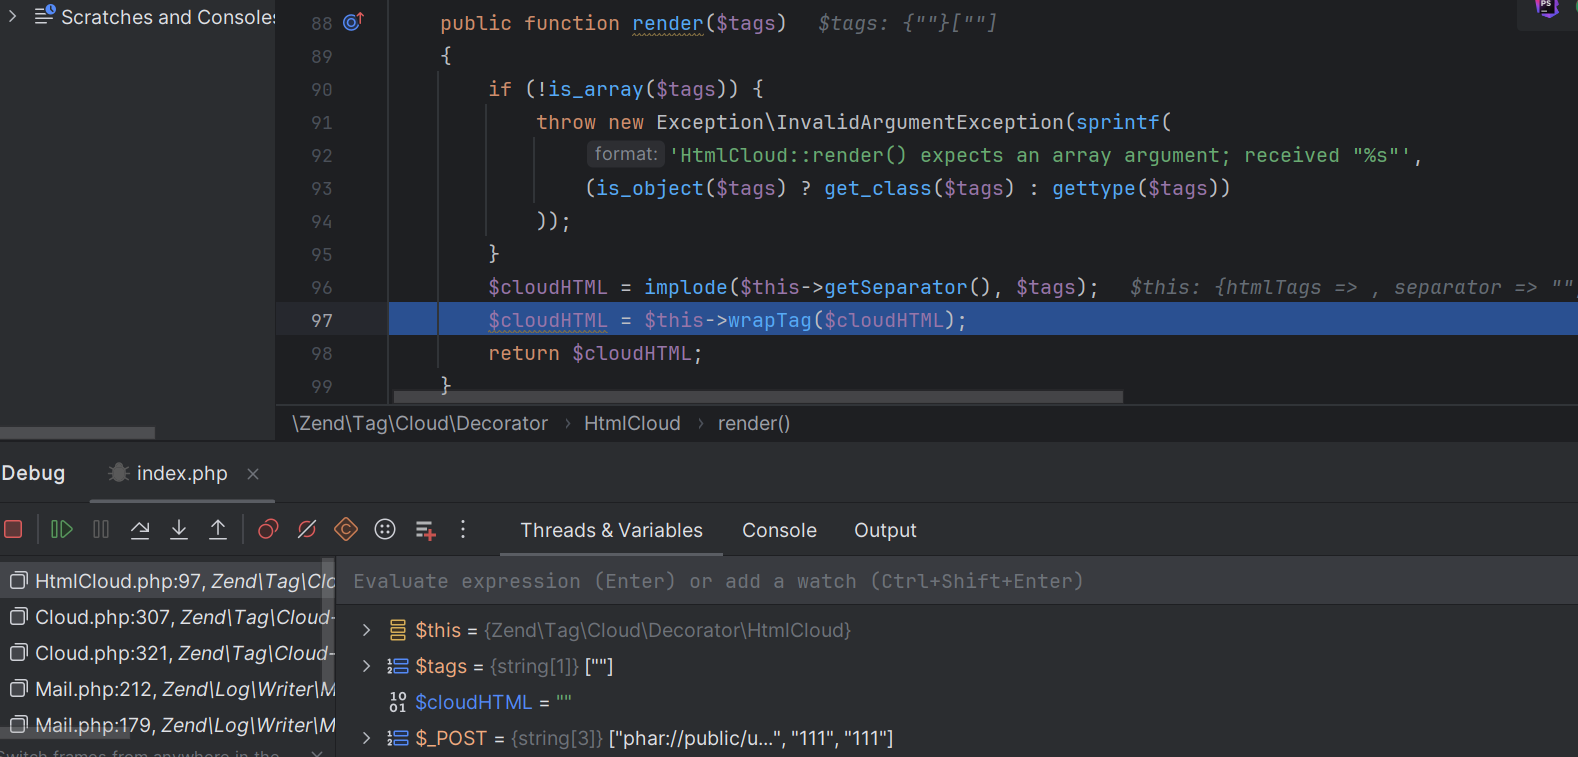 Scratches and Consoles
88 public function render($tags) $tags: {""}[""]
89 {
90 if (!is_array($tags)) {
91 throw new Exception\InvalidArgumentException(sprintf(
92 format: 'HtmlCloud::render() expects an array argument; received "%s"',
93 (is_object($tags) ? get_class($tags) : gettype($tags))
94 ));
95 }
96 $cloudHTML = implode($this->getSeparator(), $tags); $this: {htmlTags => , separator => ""
97 $cloudHTML = $this->wrapTag($cloudHTML);
98 return $cloudHTML;
99 }
\Zend\Tag\Cloud\Decorator › HtmlCloud › render()
Debug index.php
Threads & Variables Console Output
HtmlCloud.php:97, Zend\Tag\Clo
Cloud.php:307, Zend\Tag\Cloud-
Cloud.php:321, Zend\Tag\Cloud-
Mail.php:212, Zend\Log\Writer\M
Mail.php:179, Zend\Log\Writer\M
Switch frames from anywhere in the
Evaluate expression (Enter) or add a watch (Ctrl+Shift+Enter)
$this = {Zend\Tag\Cloud\Decorator\HtmlCloud}
$tags = {string[1]} [""]
$cloudHTML = ""
$_POST = {string[3]} ["phar://public/u...", "111", "111"]